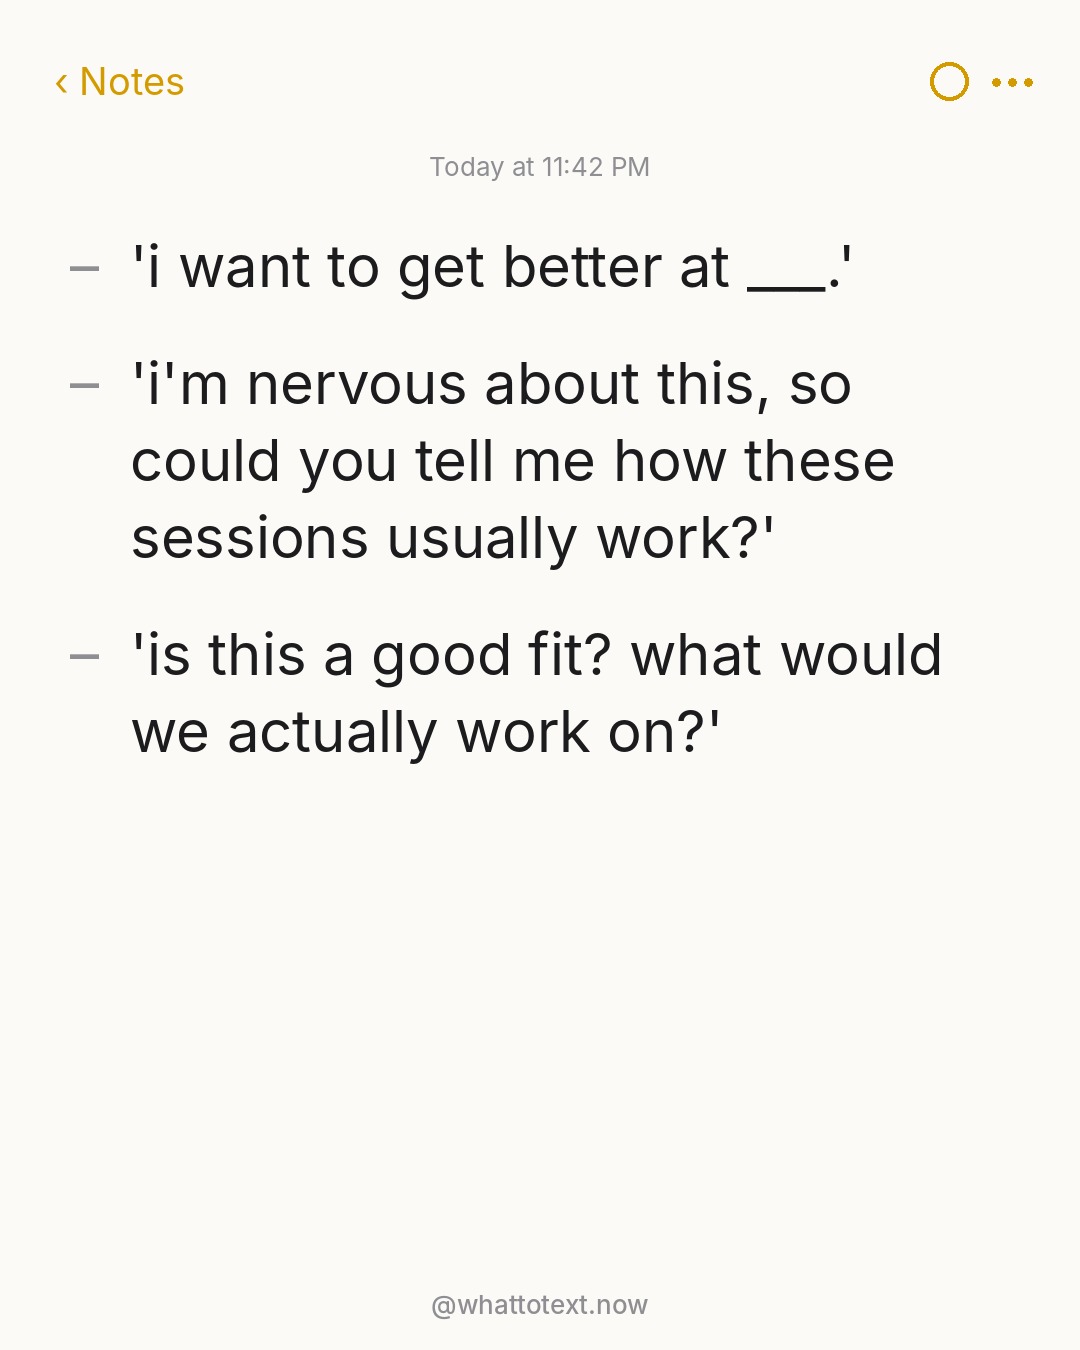 ‹ Notes
Today at 11:42 PM
– 'i want to get better at ___.'
– 'i'm nervous about this, so
could you tell me how these
sessions usually work?'
– 'is this a good fit? what would
we actually work on?'
@whattotext.now